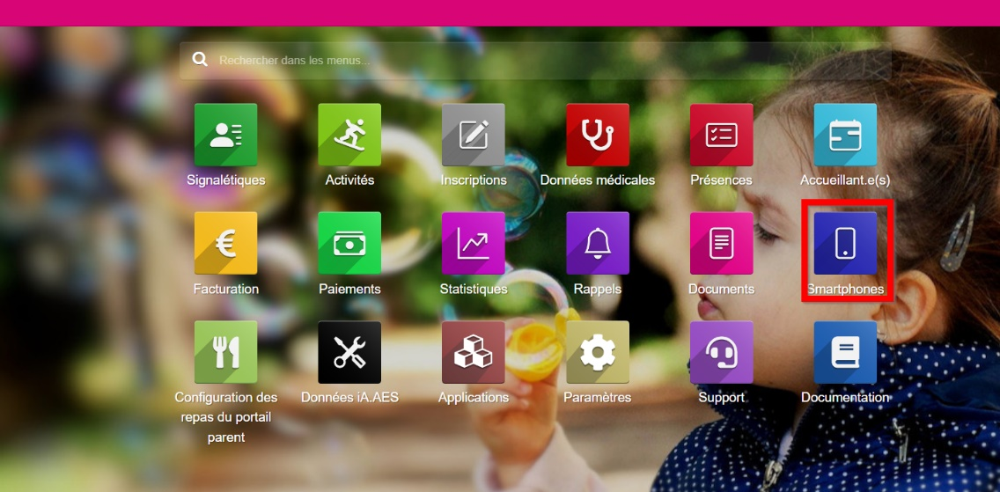 Rechercher dans les menus...
Signalétiques
Activités
Inscriptions
Données médicales
Présences
Accueillant.e(s)
Facturation
Paiements
Statistiques
Rappels
Documents
Smartphones
Configuration des
repas du portail
parent
Données iA.AES
Applications
Paramètres
Support
Documentation